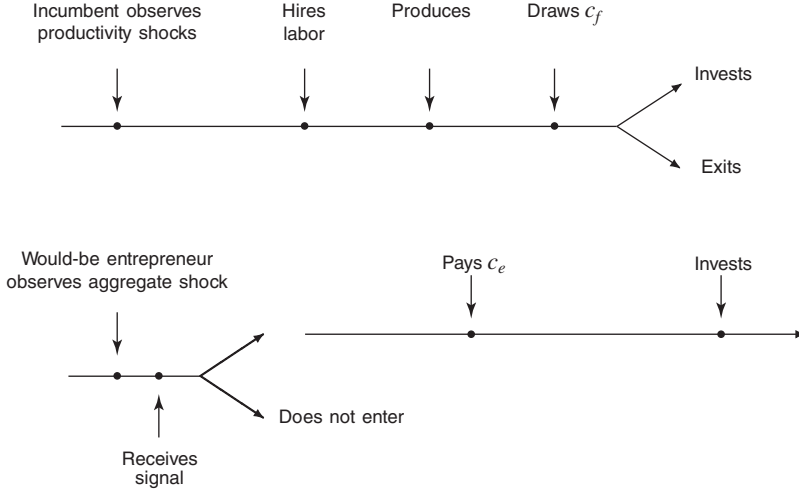 Incumbent observes
productivity shocks
Hires
labor
Produces
Draws c_f
Invests
Exits
Would-be entrepreneur
observes aggregate shock
Pays c_e
Invests
Does not enter
Receives
signal